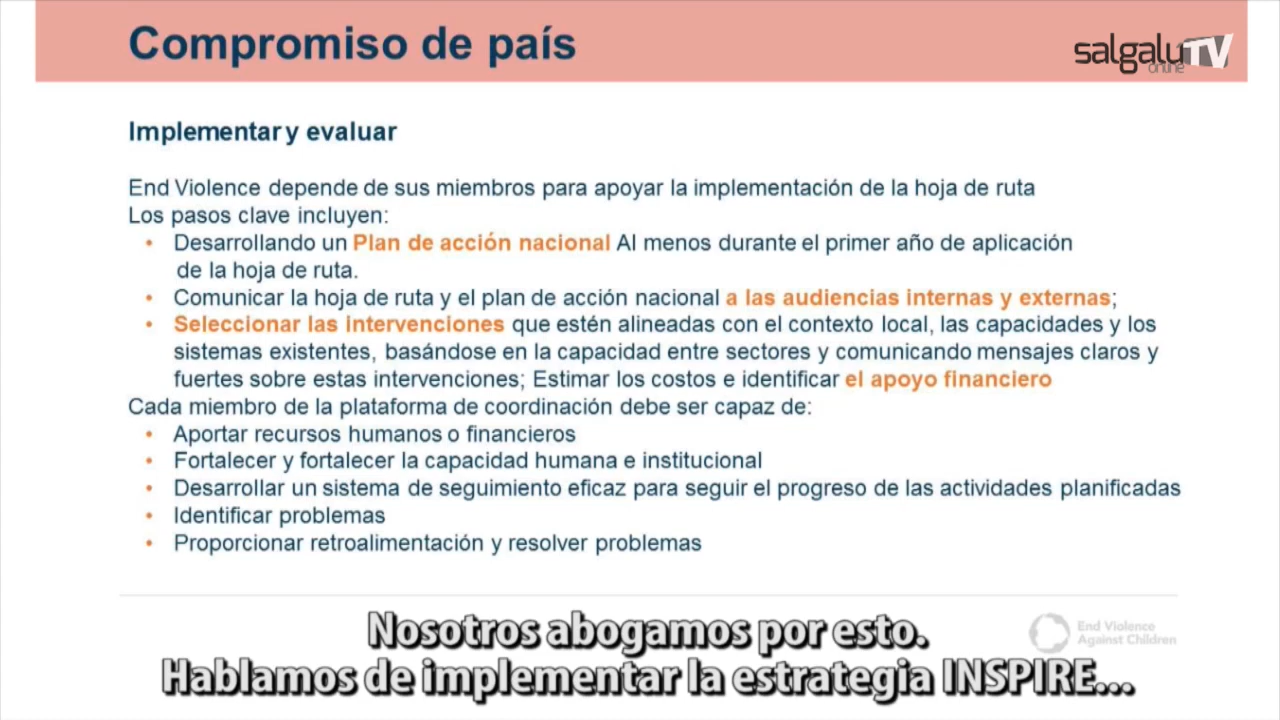 Compromiso de país
salgaluTV
online
Implementar y evaluar
End Violence depende de sus miembros para apoyar la implementación de la hoja de ruta
Los pasos clave incluyen:
• Desarrollando un Plan de acción nacional Al menos durante el primer año de aplicación
de la hoja de ruta.
• Comunicar la hoja de ruta y el plan de acción nacional a las audiencias internas y externas;
• Seleccionar las intervenciones que estén alineadas con el contexto local, las capacidades y los
sistemas existentes, basándose en la capacidad entre sectores y comunicando mensajes claros y
fuertes sobre estas intervenciones; Estimar los costos e identificar el apoyo financiero
Cada miembro de la plataforma de coordinación debe ser capaz de:
• Aportar recursos humanos o financieros
• Fortalecer y fortalecer la capacidad humana e institucional
• Desarrollar un sistema de seguimiento eficaz para seguir el progreso de las actividades planificadas
• Identificar problemas
• Proporcionar retroalimentación y resolver problemas
End Violence
Against Children
Nosotros abogamos por esto.
Hablamos de implementar la estrategia INSPIRE...